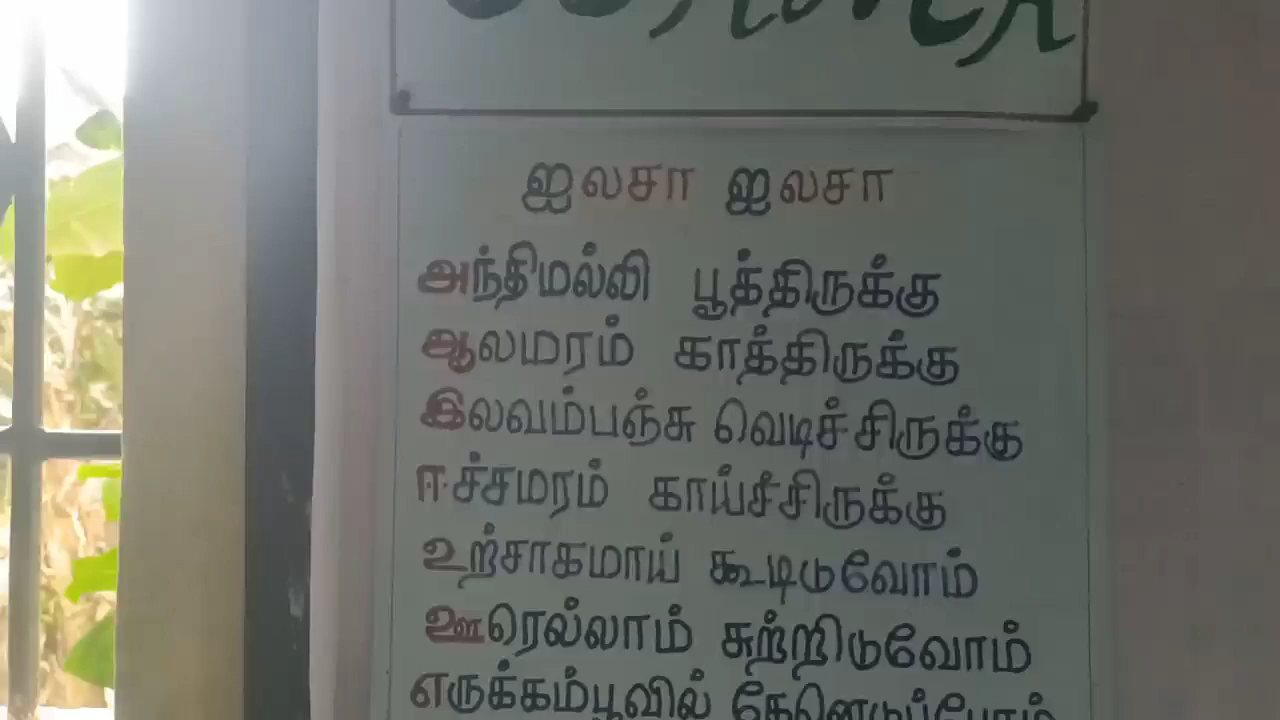 ஐலசா ஐலசா
அந்திமல்லி பூத்திருக்கு
ஆலமரம் காத்திருக்கு
இலவம்பஞ்சு வெடிச்சிருக்கு
ஈச்சமரம் காய்ச்சிருக்கு
உற்சாகமாய் கூடிடுவோம்
ஊரெல்லாம் சுற்றிடுவோம்
எருக்கம்பூவில் தேனெடுப்போம்